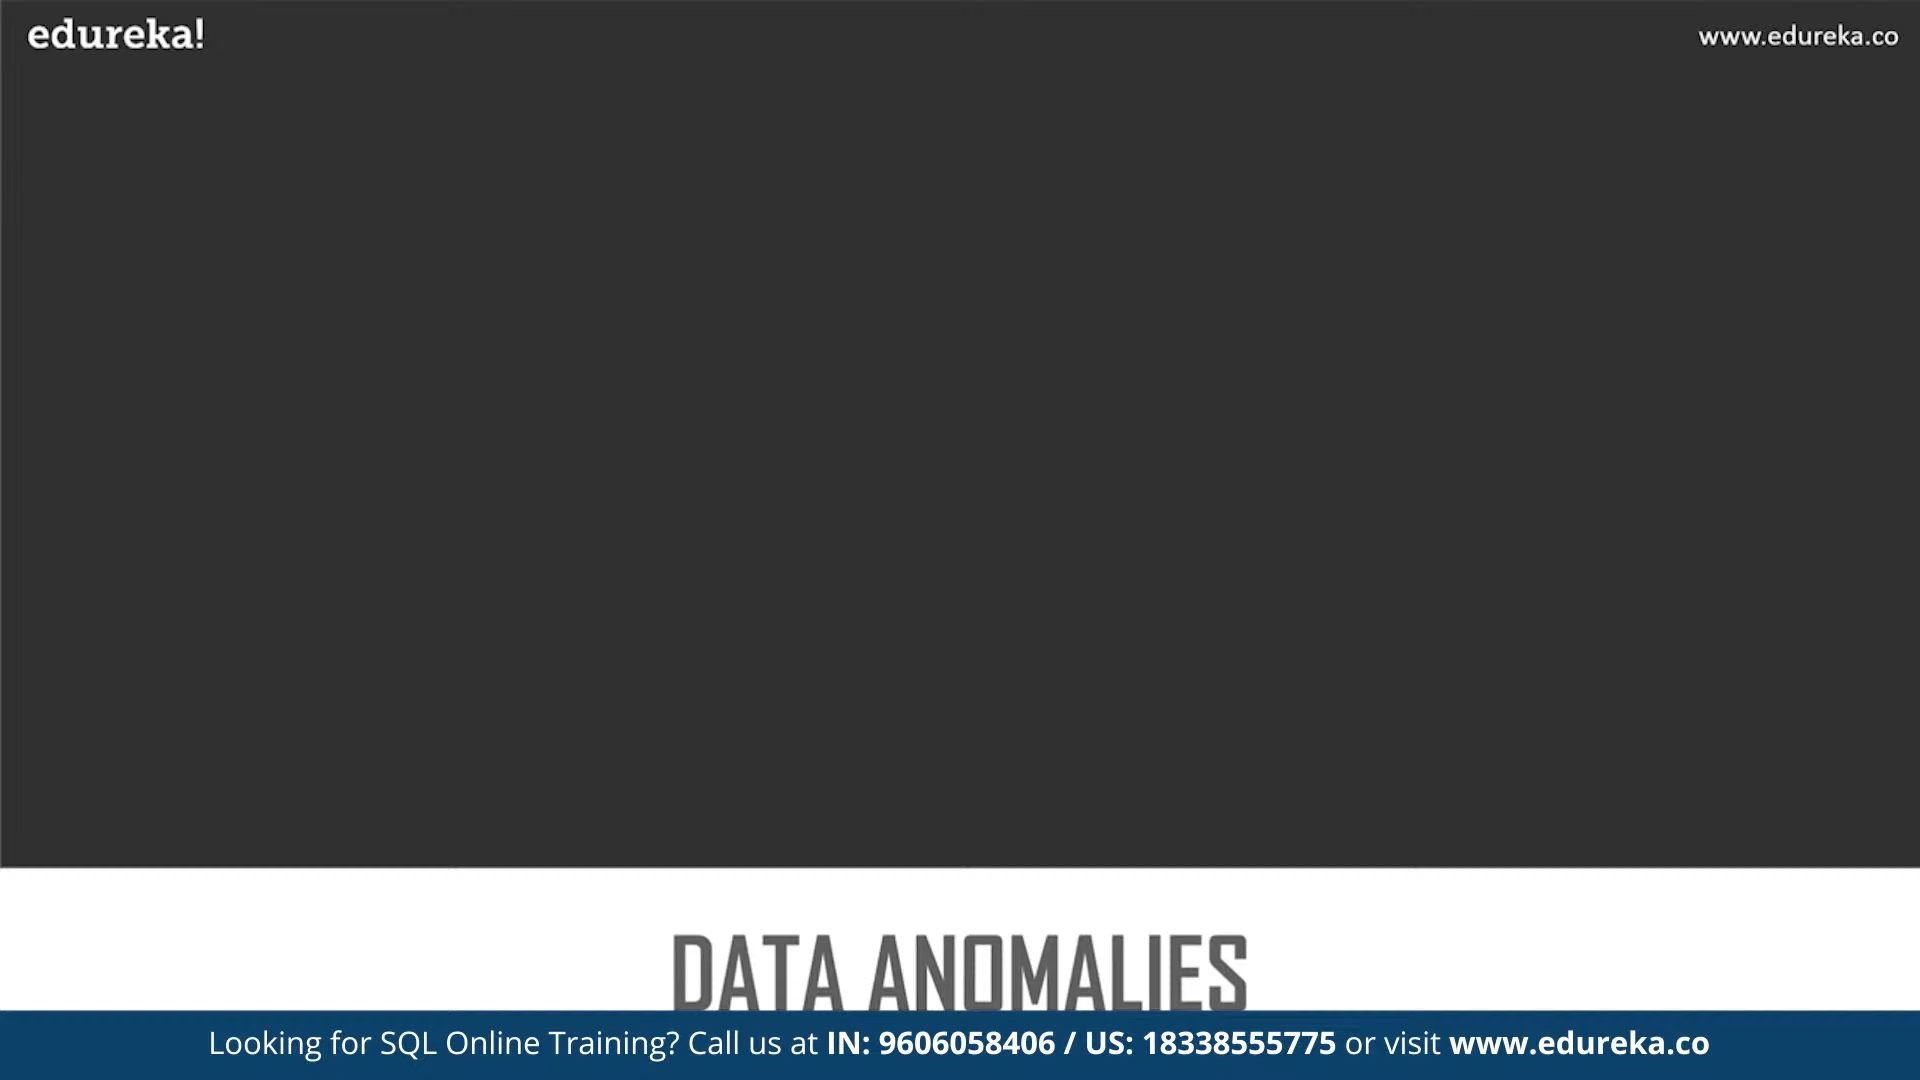 edureka!
www.edureka.co
DATA ANOMALIES
Looking for SQL Online Training? Call us at IN: 9606058406 / US: 18338555775 or visit www.edureka.co